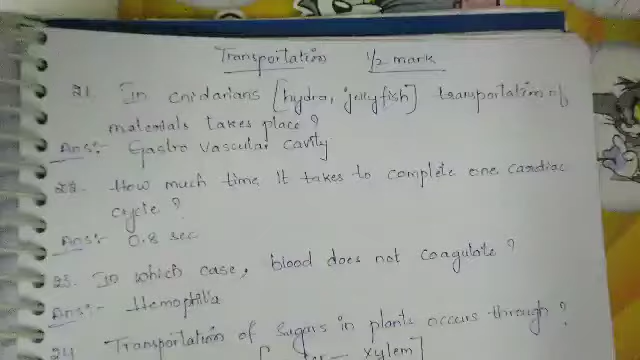 Transportation 1/2 mark
21. In cnidarians [hydra, jellyfish] transportation of
materials takes place?
Ans:- Gastro vascular cavity
22. How much time It takes to complete one cardiac
cycle?
Ans:- 0.8 sec
23. In which case, blood does not coagulate?
Ans:- Hemophilia
24 Transportation of sugars in plants occurs through?
xylem]